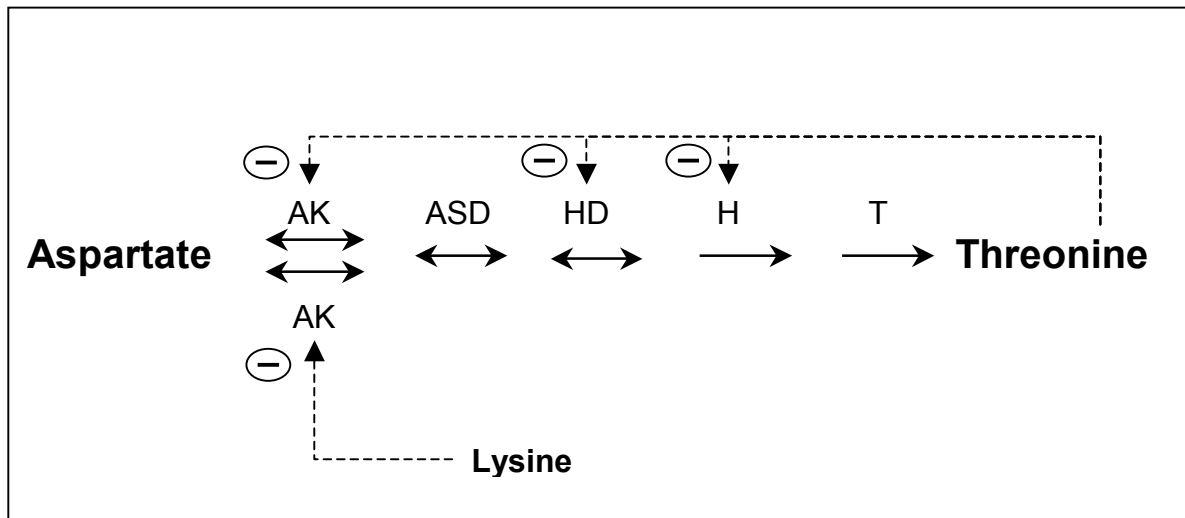 − − −
AK ASD HD H T
Aspartate Threonine
AK
−
Lysine